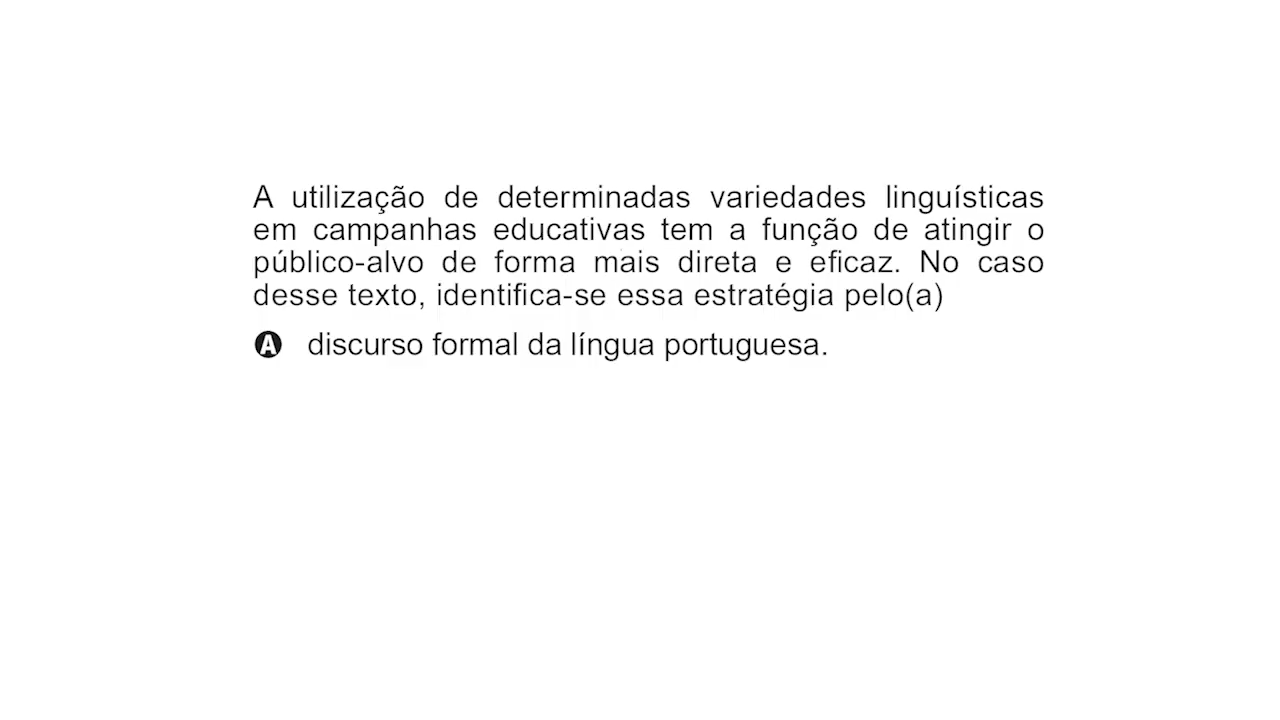 A utilização de determinadas variedades linguísticas
em campanhas educativas tem a função de atingir o
público-alvo de forma mais direta e eficaz. No caso
desse texto, identifica-se essa estratégia pelo(a)
A discurso formal da língua portuguesa.